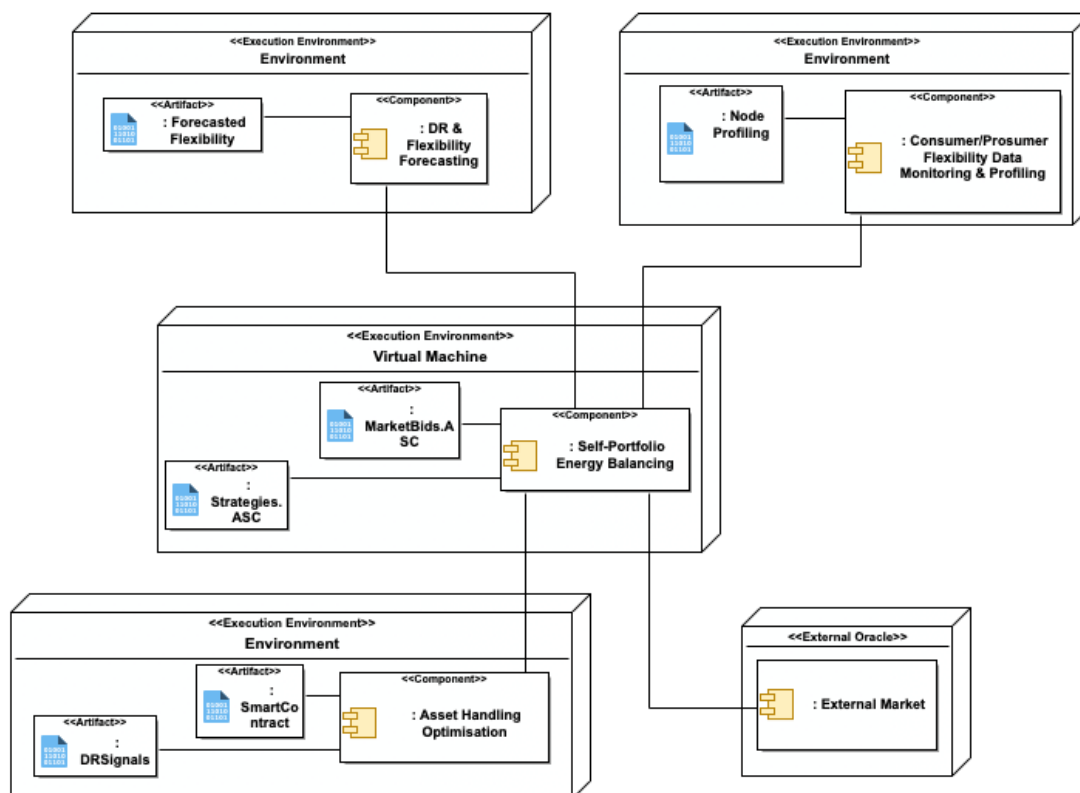 <<Execution Environment>>
Environment
<<Artifact>>
: Forecasted
Flexibility
<<Component>>
: DR &
Flexibility
Forecasting
<<Execution Environment>>
Environment
<<Artifact>>
: Node
Profiling
<<Component>>
: Consumer/Prosumer
Flexibility Data
Monitoring & Profiling
<<Execution Environment>>
Virtual Machine
<<Artifact>>
:
MarketBids.A
SC
<<Component>>
: Self-Portfolio
Energy Balancing
<<Artifact>>
:
Strategies.
ASC
<<Execution Environment>>
Environment
<<Artifact>>
:
SmartCo
ntract
<<Component>>
: Asset Handling
Optimisation
<<Artifact>>
:
DRSignals
<<External Oracle>>
: External Market